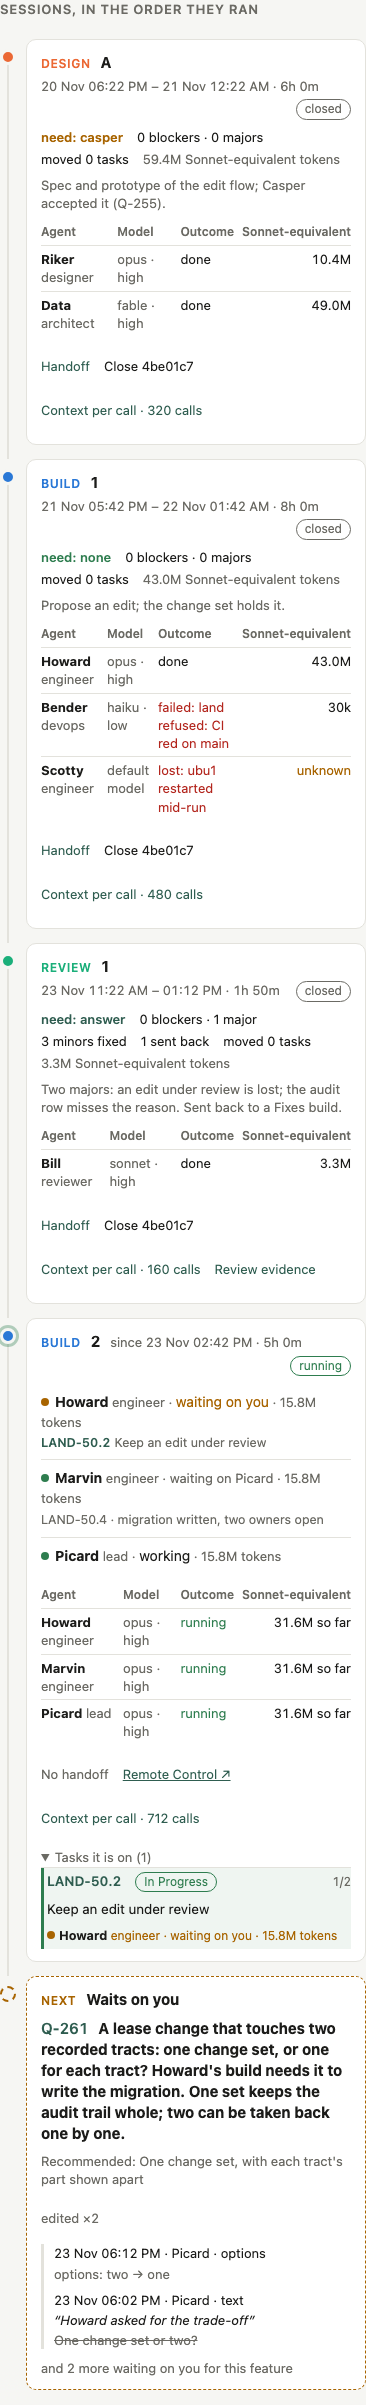 SESSIONS, IN THE ORDER THEY RAN
DESIGN A
20 Nov 06:22 PM – 21 Nov 12:22 AM · 6h 0m
closed
need: casper 0 blockers · 0 majors
moved 0 tasks 59.4M Sonnet-equivalent tokens
Spec and prototype of the edit flow; Casper
accepted it (Q-255).
Agent Model Outcome Sonnet-equivalent
Riker opus · done 10.4M
designer high
Data fable · done 49.0M
architect high
Handoff Close 4be01c7
Context per call · 320 calls
BUILD 1
21 Nov 05:42 PM – 22 Nov 01:42 AM · 8h 0m
closed
need: none 0 blockers · 0 majors
moved 0 tasks 43.0M Sonnet-equivalent tokens
Propose an edit; the change set holds it.
Agent Model Outcome Sonnet-equivalent
Howard opus · done 43.0M
engineer high
Bender haiku · failed: land 30k
devops low refused: CI
red on main
Scotty default lost: ubu1 unknown
engineer model restarted
mid-run
Handoff Close 4be01c7
Context per call · 480 calls
REVIEW 1
23 Nov 11:22 AM – 01:12 PM · 1h 50m closed
need: answer 0 blockers · 1 major
3 minors fixed 1 sent back moved 0 tasks
3.3M Sonnet-equivalent tokens
Two majors: an edit under review is lost; the audit
row misses the reason. Sent back to a Fixes build.
Agent Model Outcome Sonnet-equivalent
Bill sonnet · done 3.3M
reviewer high
Handoff Close 4be01c7
Context per call · 160 calls Review evidence
BUILD 2 since 23 Nov 02:42 PM · 5h 0m
running
Howard engineer · waiting on you · 15.8M
tokens
LAND-50.2 Keep an edit under review
Marvin engineer · waiting on Picard · 15.8M
tokens
LAND-50.4 · migration written, two owners open
Picard lead · working · 15.8M tokens
Agent Model Outcome Sonnet-equivalent
Howard opus · running 31.6M so far
engineer high
Marvin opus · running 31.6M so far
engineer high
Picard lead opus · running 31.6M so far
high
No handoff Remote Control ↗
Context per call · 712 calls
▼ Tasks it is on (1)
LAND-50.2 In Progress 1/2
Keep an edit under review
Howard engineer · waiting on you · 15.8M tokens
NEXT Waits on you
Q-261 A lease change that touches two
recorded tracts: one change set, or one
for each tract? Howard's build needs it to
write the migration. One set keeps the
audit trail whole; two can be taken back
one by one.
Recommended: One change set, with each tract's
part shown apart
edited ×2
23 Nov 06:12 PM · Picard · options
options: two → one
23 Nov 06:02 PM · Picard · text
“Howard asked for the trade-off”
One change set or two?
and 2 more waiting on you for this feature